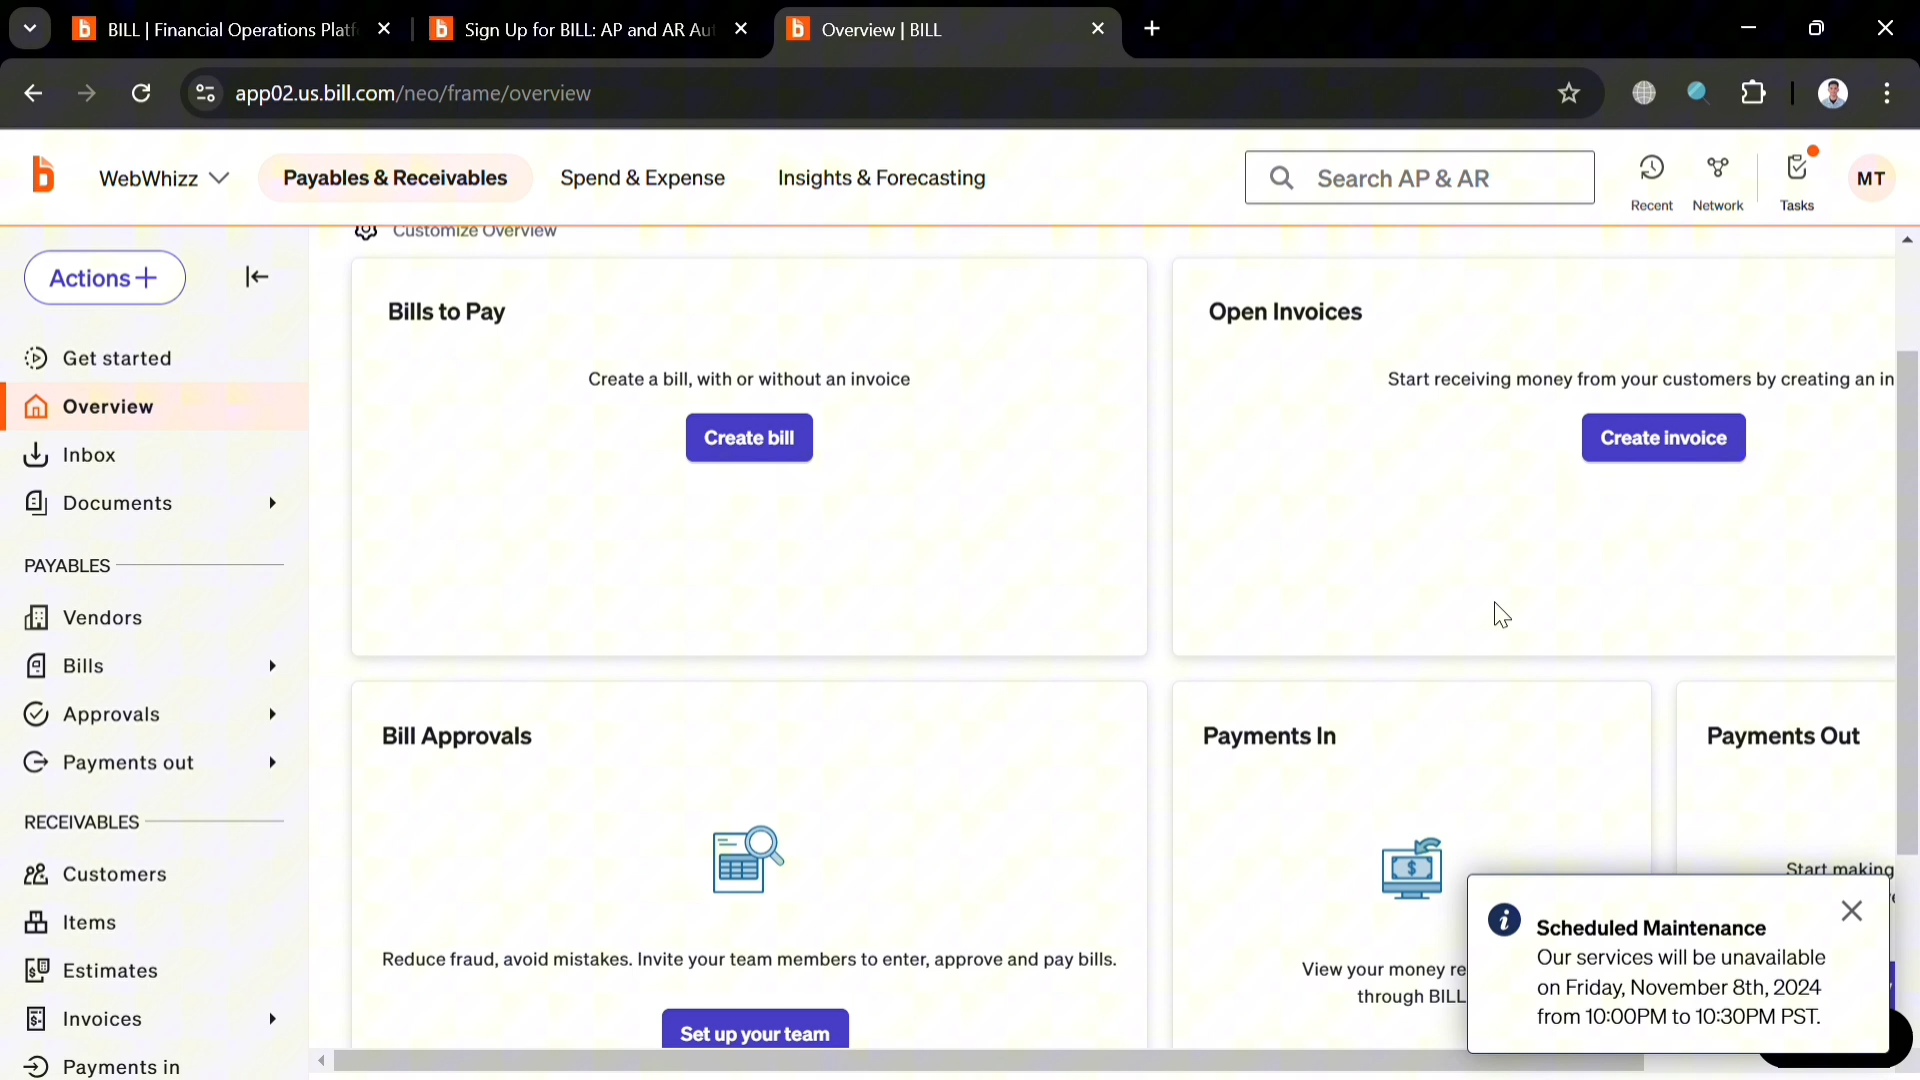 BILL | Financial Operations Platf
Sign Up for BILL: AP and AR Aut
Overview | BILL
app02.us.bill.com/neo/frame/overview
WebWhizz
Payables & Receivables
Spend & Expense
Insights & Forecasting
Search AP & AR
Recent
Network
Tasks
MT
Actions
Customize Overview
Get started
Overview
Inbox
Documents
PAYABLES
Vendors
Bills
Approvals
Payments out
RECEIVABLES
Customers
Items
Estimates
Invoices
Payments in
Bills to Pay
Create a bill, with or without an invoice
Create bill
Open Invoices
Start receiving money from your customers by creating an in
Create invoice
Bill Approvals
Reduce fraud, avoid mistakes. Invite your team members to enter, approve and pay bills.
Set up your team
Payments In
View your money re
through BILL
Payments Out
Start making
Scheduled Maintenance
Our services will be unavailable
on Friday, November 8th, 2024
from 10:00PM to 10:30PM PST.